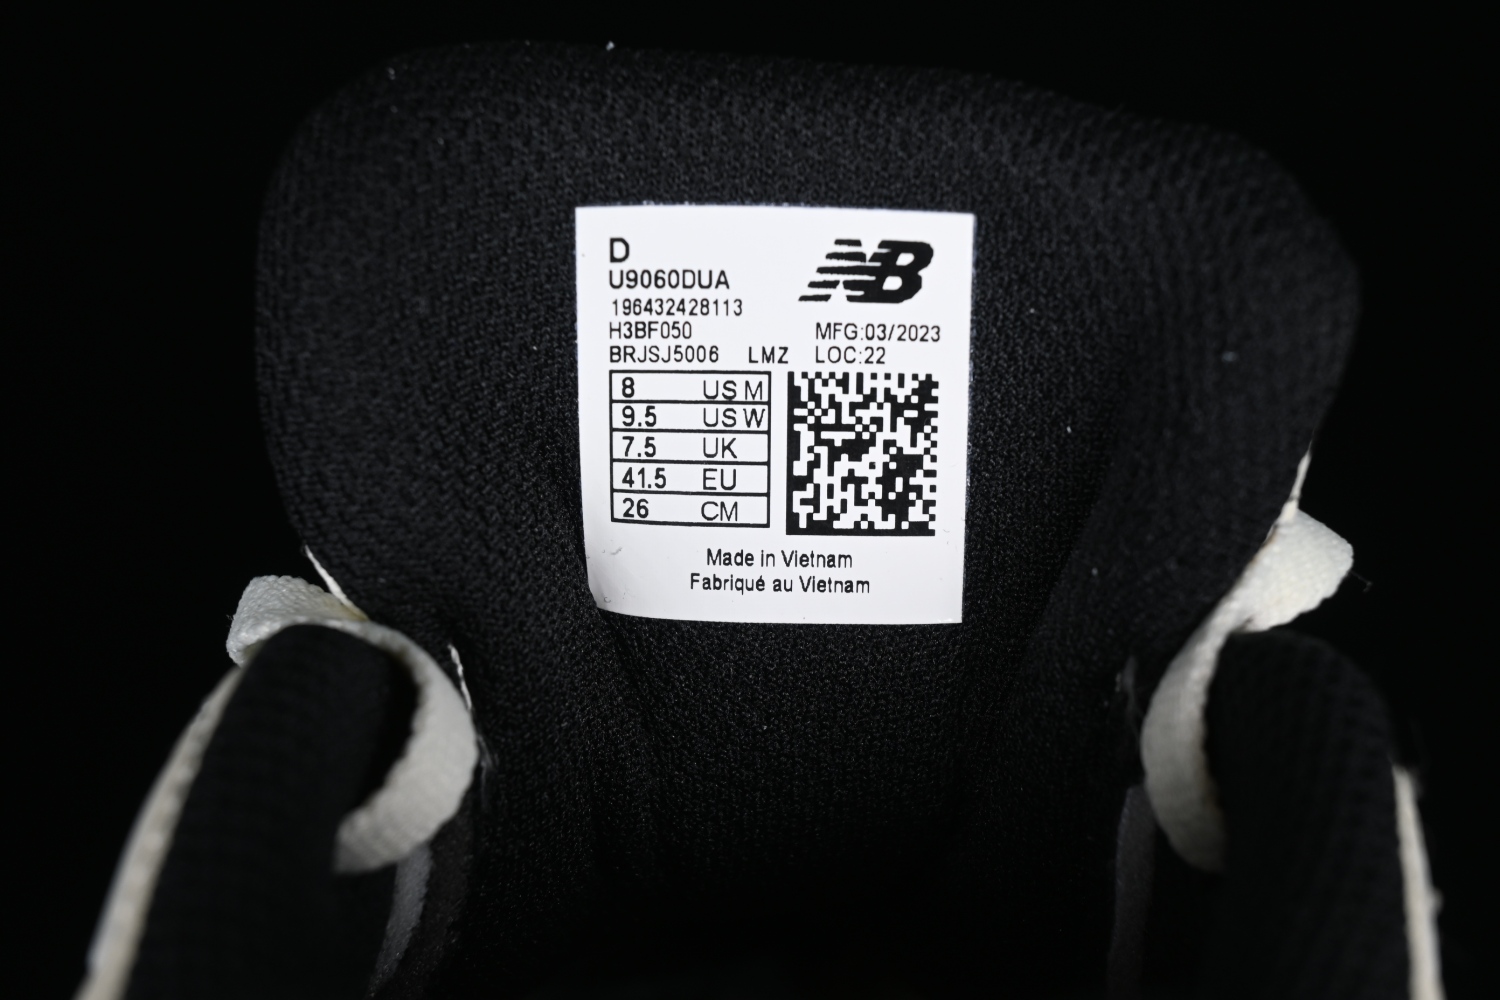 D
NB
U9060DUA
196432428113
H3BF050 MFG:03/2023
BRJSJ5006 LMZ LOC:22
8 US M
9.5 US W
7.5 UK
41.5 EU
26 CM
Made in Vietnam
Fabriqué au Vietnam